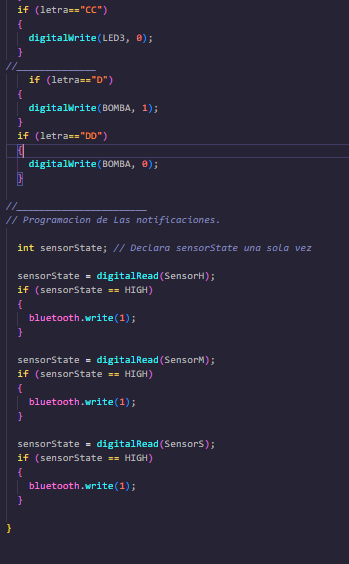 if (letra=="CC")
{
digitalWrite(LED3, 0);
}
//______________
if (letra=="D")
{
digitalWrite(BOMBA, 1);
}
if (letra=="DD")
{
digitalWrite(BOMBA, 0);
}
//_______________________
// Programacion de Las notificaciones.
int sensorState; // Declara sensorState una sola vez
sensorState = digitalRead(SensorH);
if (sensorState == HIGH)
{
bluetooth.write(1);
}
sensorState = digitalRead(SensorM);
if (sensorState == HIGH)
{
bluetooth.write(1);
}
sensorState = digitalRead(SensorS);
if (sensorState == HIGH)
{
bluetooth.write(1);
}
}